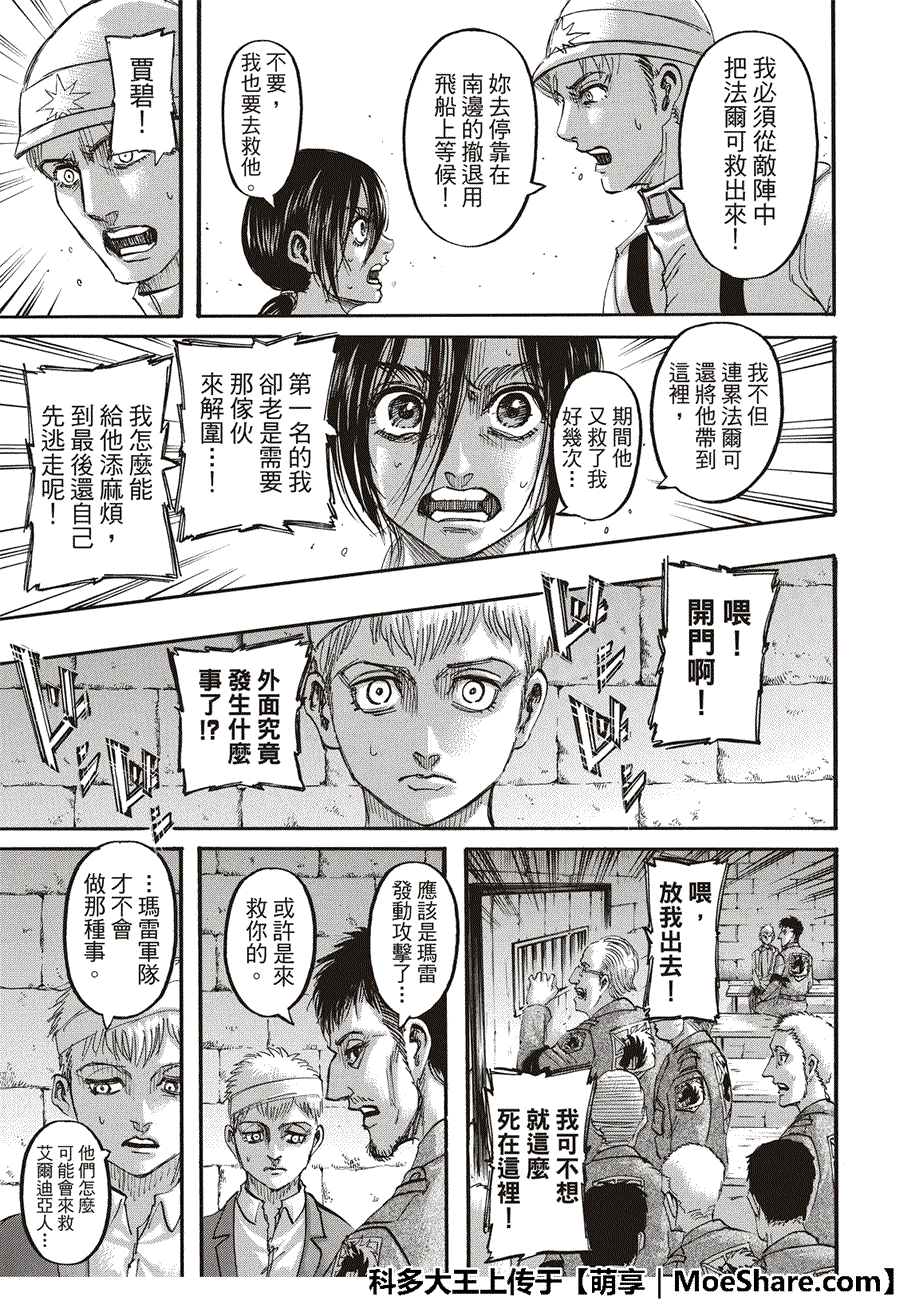 我必須從敵陣中
把法爾可救出來！
妳去停靠在
南邊的撤退用
飛船上等候！
不要，
我也要去救他。
賈碧！
我不但
連累法爾可
還將他帶到
這裡，
期間他
又救了我
好幾次…
第一名的我
卻老是需要
那傢伙
來解圍……！
我怎麼能
給他添麻煩，
到最後還自己
先逃走呢！
喂！
開門啊！
外面究竟
發生什麼
事了!?
喂，
放我出去！
我可不想
就這麼
死在這裡！
應該是瑪雷
發動攻擊了…
或許是來
救你的。
…瑪雷軍隊
才不會
做那種事。
他們怎麼
可能會來救
艾爾迪亞人…
科多大王上传于【萌享｜MoeShare.com】